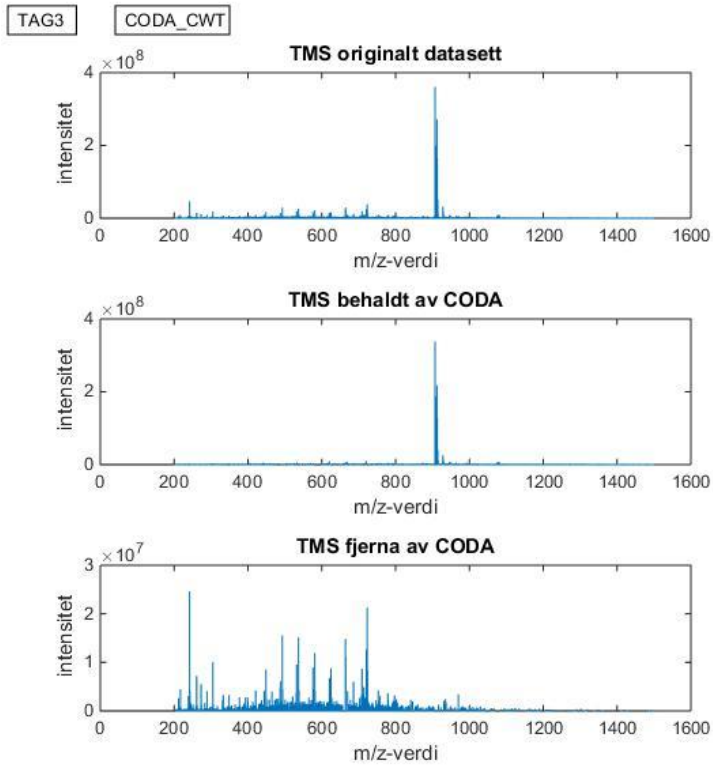 TAG3 CODA_CWT
TMS originalt datasett
×10⁸
4
2
0
intensitet
0 200 400 600 800 1000 1200 1400 1600
m/z-verdi
TMS behaldt av CODA
×10⁸
4
2
0
intensitet
0 200 400 600 800 1000 1200 1400 1600
m/z-verdi
TMS fjerna av CODA
×10⁷
3
2
1
0
intensitet
0 200 400 600 800 1000 1200 1400 1600
m/z-verdi